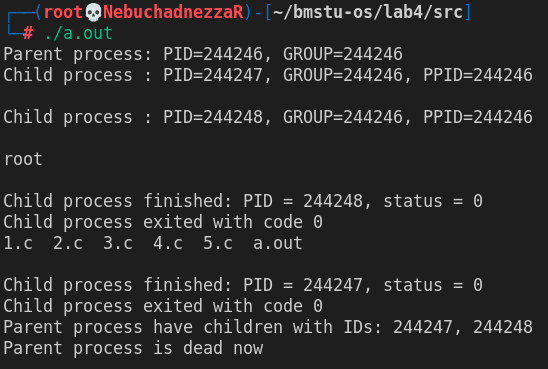 ┌──(root💀NebuchadnezzaR)-[~/bmstu-os/lab4/src]
└─# ./a.out
Parent process: PID=244246, GROUP=244246
Child process : PID=244247, GROUP=244246, PPID=244246
Child process : PID=244248, GROUP=244246, PPID=244246
root
Child process finished: PID = 244248, status = 0
Child process exited with code 0
1.c  2.c  3.c  4.c  5.c  a.out
Child process finished: PID = 244247, status = 0
Child process exited with code 0
Parent process have children with IDs: 244247, 244248
Parent process is dead now